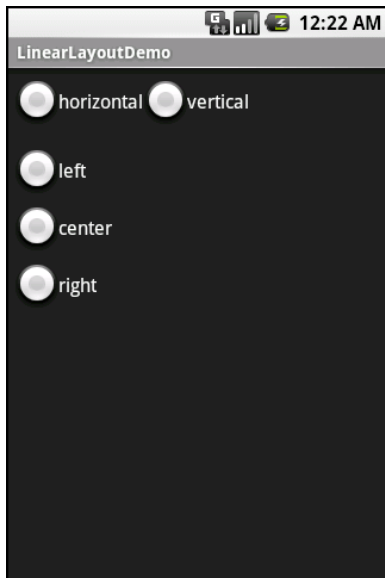 G 12:22 AM
LinearLayoutDemo
horizontal vertical
left
center
right